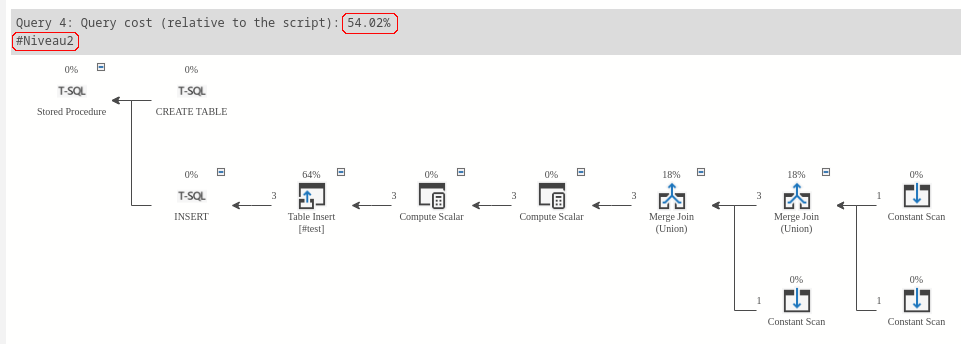 Query 4: Query cost (relative to the script): 54.02%
#Niveau2
0% 0%
T-SQL T-SQL
Stored Procedure CREATE TABLE
0% 64% 0% 0% 18% 18% 0%
T-SQL 3 3 3 3 3 1
INSERT Table Insert Compute Scalar Compute Scalar Merge Join Merge Join Constant Scan
[#test] (Union) (Union)
0% 0%
1 1
Constant Scan Constant Scan